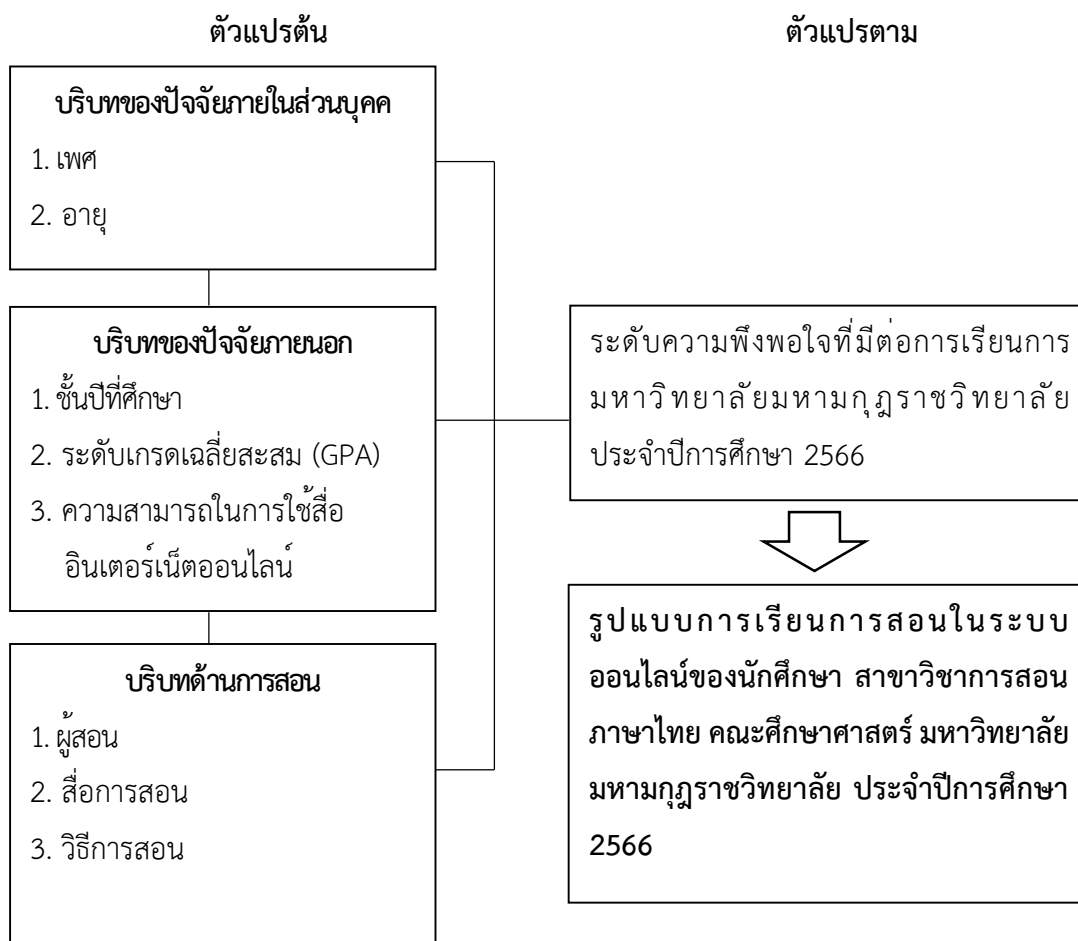 ตัวแปรต้น
บริบทของปัจจัยภายในส่วนบุคค
1. เพศ
2. อายุ
บริบทของปัจจัยภายนอก
1. ชั้นปีที่ศึกษา
2. ระดับเกรดเฉลี่ยสะสม (GPA)
3. ความสามารถในการใช้สื่อ
อินเตอร์เน็ตออนไลน์
บริบทด้านการสอน
1. ผู้สอน
2. สื่อการสอน
3. วิธีการสอน
ตัวแปรตาม
ระดับความพึงพอใจที่มีต่อการเรียนการ
มหาวิทยาลัยมหามกุฎราชวิทยาลัย
ประจำปีการศึกษา 2566
รูปแบบการเรียนการสอนในระบบ
ออนไลน์ของนักศึกษา สาขาวิชาการสอน
ภาษาไทย คณะศึกษาศาสตร์ มหาวิทยาลัย
มหามกุฎราชวิทยาลัย ประจำปีการศึกษา
2566